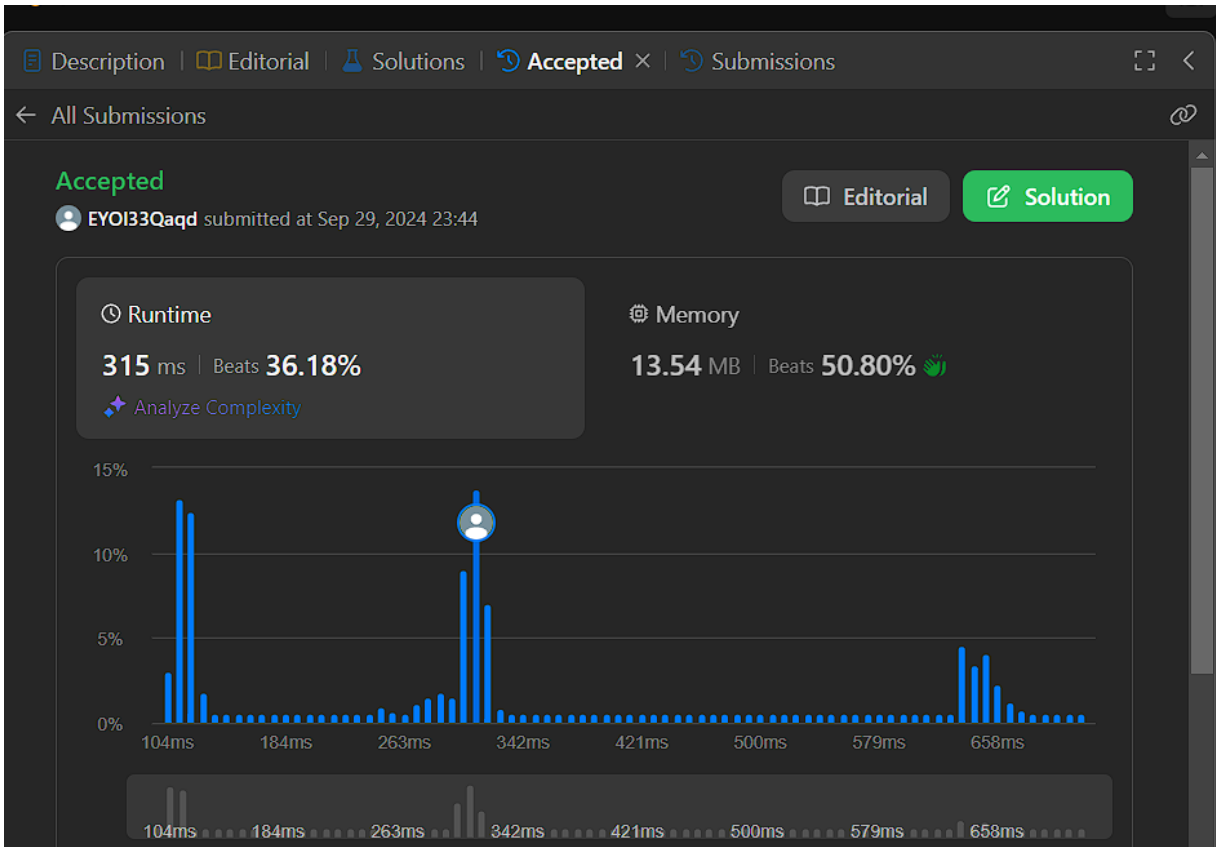 Description | Editorial | Solutions | Accepted × | Submissions
All Submissions
Accepted
Editorial
Solution
EYOI33Qaqd submitted at Sep 29, 2024 23:44
Runtime
315 ms | Beats 36.18%
Analyze Complexity
Memory
13.54 MB | Beats 50.80%
15%
10%
5%
0%
104ms 184ms 263ms 342ms 421ms 500ms 579ms 658ms
104ms 184ms 263ms 342ms 421ms 500ms 579ms 658ms